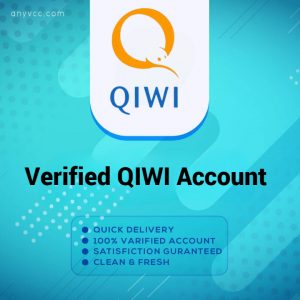 anyvcc.com
QIWI
Verified QIWI Account
QUICK DELIVERY
100% VARIFIED ACCOUNT
SATISFICTION GURANTEED
CLEAN & FRESH